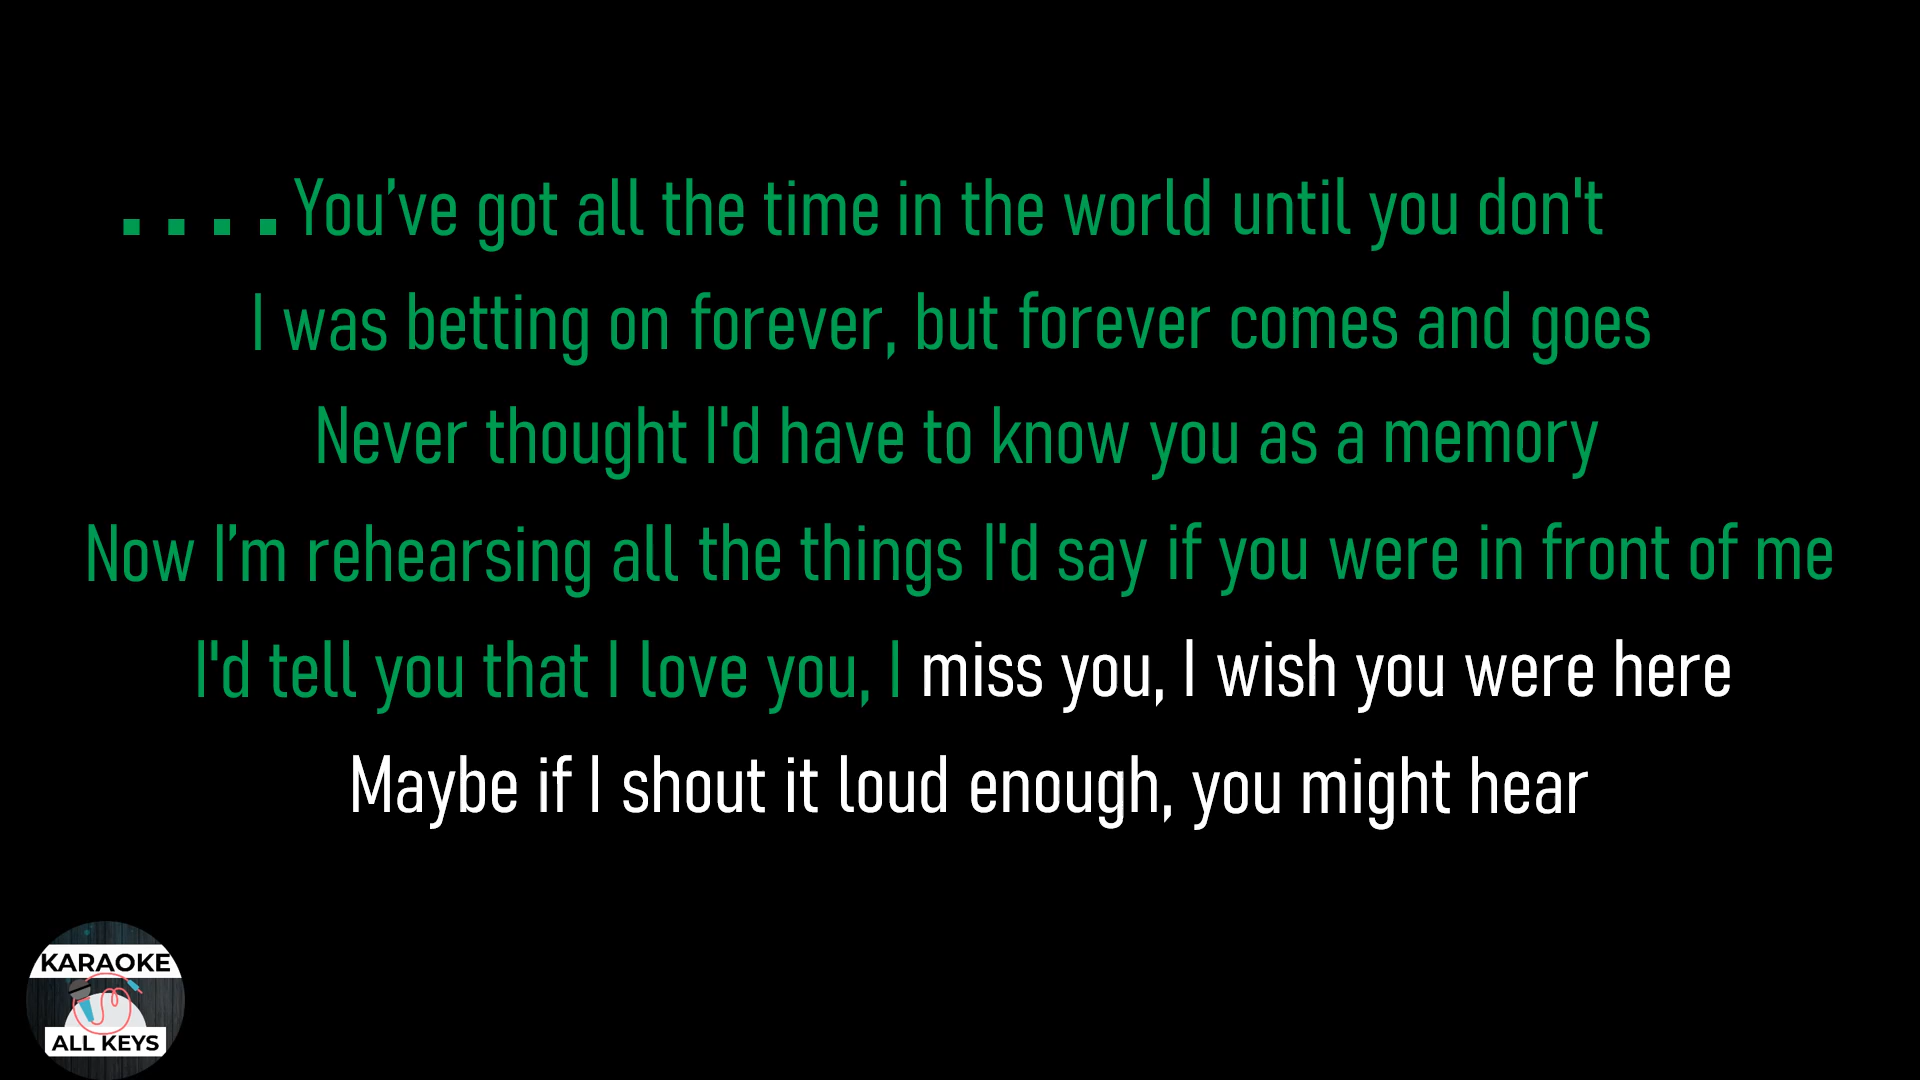 ....You’ve got all the time in the world until you don't
I was betting on forever, but forever comes and goes
Never thought I'd have to know you as a memory
Now I’m rehearsing all the things I'd say if you were in front of me
I'd tell you that I love you, I miss you, I wish you were here
Maybe if I shout it loud enough, you might hear
KARAOKE
ALL KEYS